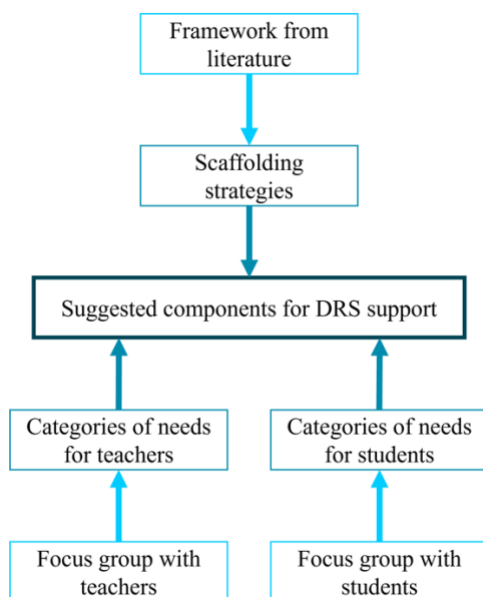 Framework from
literature
Scaffolding
strategies
Suggested components for DRS support
Categories of needs
for teachers
Categories of needs
for students
Focus group with
teachers
Focus group with
students